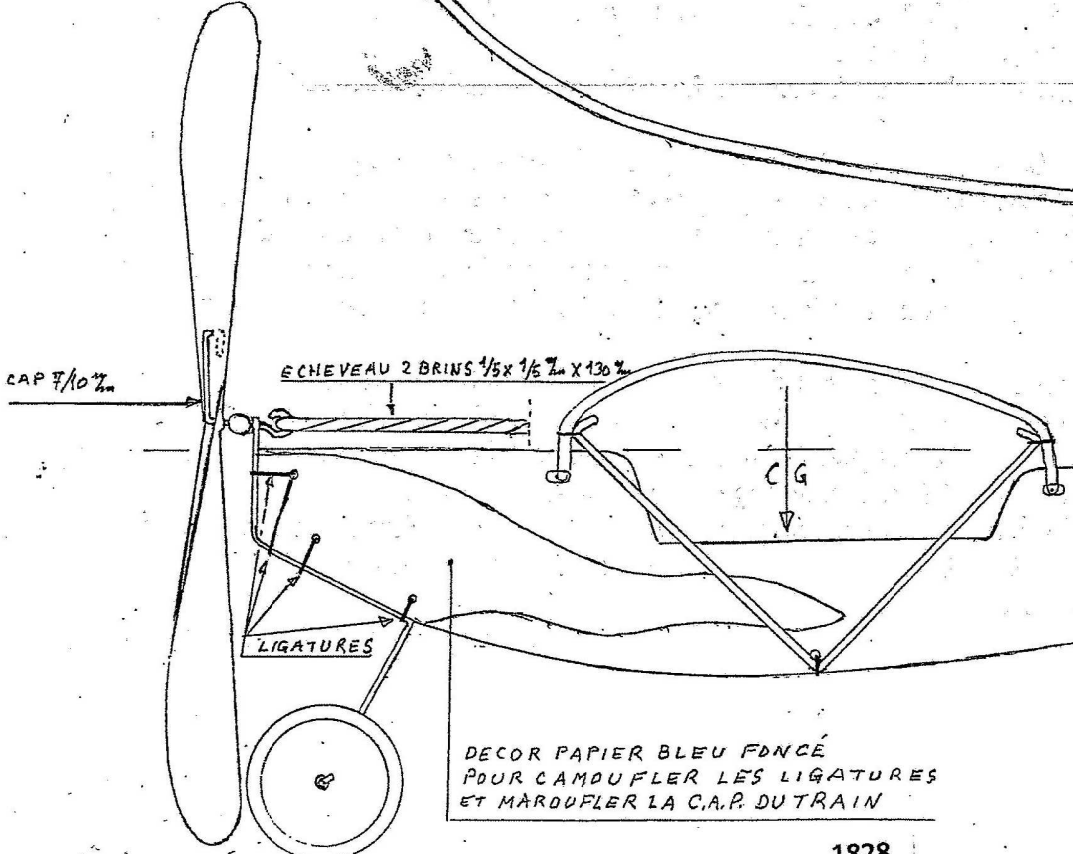 CAP 7/10 m/m
ECHEVEAU 2 BRINS 1/5 x 1/5 m/m x 130 m/m
C G
LIGATURES
DECOR PAPIER BLEU FONCÉ
POUR CAMOUFLER LES LIGATURES
ET MAROUFLER LA C.A.P. DU TRAIN
1828